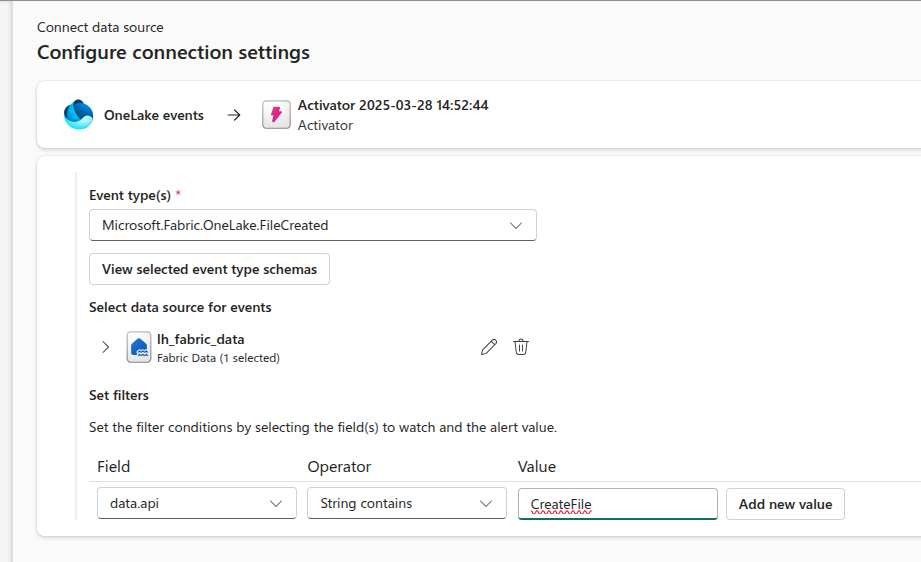 Connect data source
Configure connection settings
OneLake events
Activator 2025-03-28 14:52:44
Activator
Event type(s) *
Microsoft.Fabric.OneLake.FileCreated
View selected event type schemas
Select data source for events
lh_fabric_data
Fabric Data (1 selected)
Set filters
Set the filter conditions by selecting the field(s) to watch and the alert value.
Field Operator Value
data.api String contains CreateFile Add new value